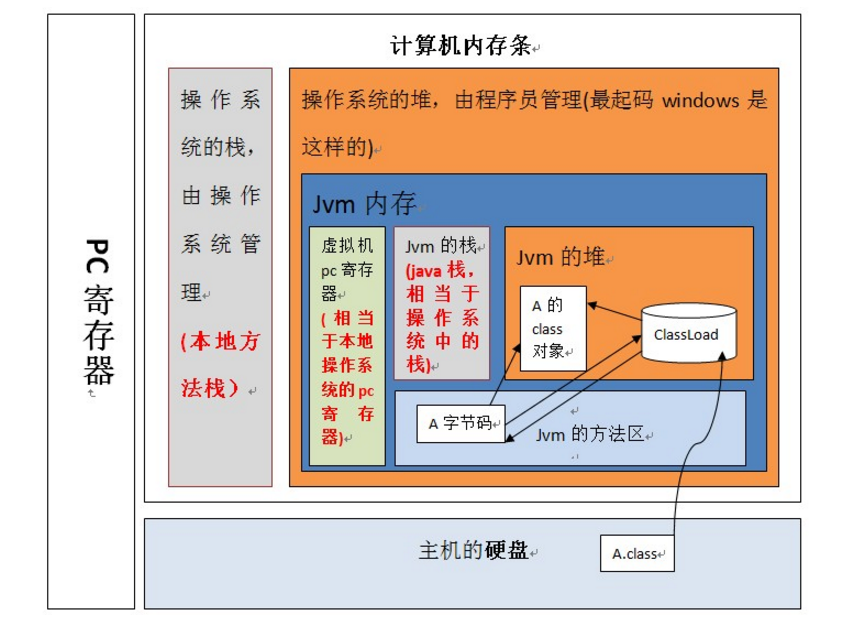 计算机内存条
操作系
统的栈，
由操作
系统管
理
(本地方
法栈）
操作系统的堆，由程序员管理(最起码 windows 是
这样的)
Jvm 内存
虚拟机
pc 寄存
器
(相当
于本地
操作系
统的 pc
寄存
器)
Jvm 的栈
(java 栈，
相当于
操作系
统中的
栈)
Jvm 的堆
A 的
class
对象
ClassLoad
A 字节码
Jvm 的方法区
PC 寄存器
主机的硬盘
A.class